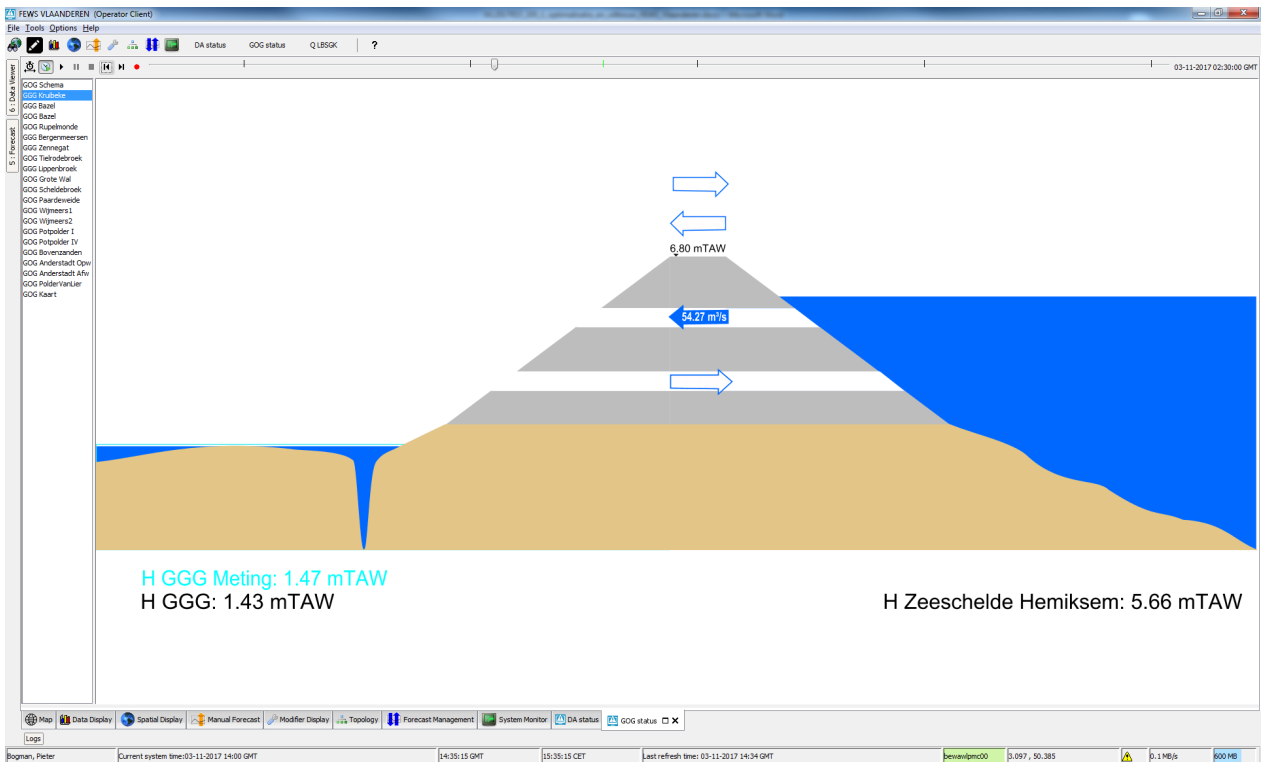 FEWS VLAANDEREN (Operator Client)
File Tools Options Help
DA status GOG status Q LBSGK ?
03-11-2017 02:30:00 GMT
6 : Data Viewer
5 : Forecast
GOG Schema
GGG Kruibeke
GGG Bazel
GOG Bazel
GOG Rupelmonde
GGG Bergenmeersen
GGG Zennegat
GOG Tielrodebroek
GGG Lippenbroek
GOG Grote Wal
GOG Scheldebroek
GOG Paardeweide
GOG Wijmeers1
GOG Wijmeers2
GOG Potpolder I
GOG Potpolder IV
GOG Bovenzanden
GOG Anderstadt Opw
GOG Anderstadt Afw
GOG PolderVanLier
GOG Kaart
6.80 mTAW
54.27 m³/s
H GGG Meting: 1.47 mTAW
H GGG: 1.43 mTAW
H Zeeschelde Hemiksem: 5.66 mTAW
Map Data Display Spatial Display Manual Forecast Modifier Display Topology Forecast Management System Monitor DA status GOG status
Logs
Bogman, Pieter Current system time:03-11-2017 14:00 GMT 14:35:15 GMT 15:35:15 CET Last refresh time: 03-11-2017 14:34 GMT bewawlpmc00 3.097 , 50.385 0.1 MB/s 600 MB